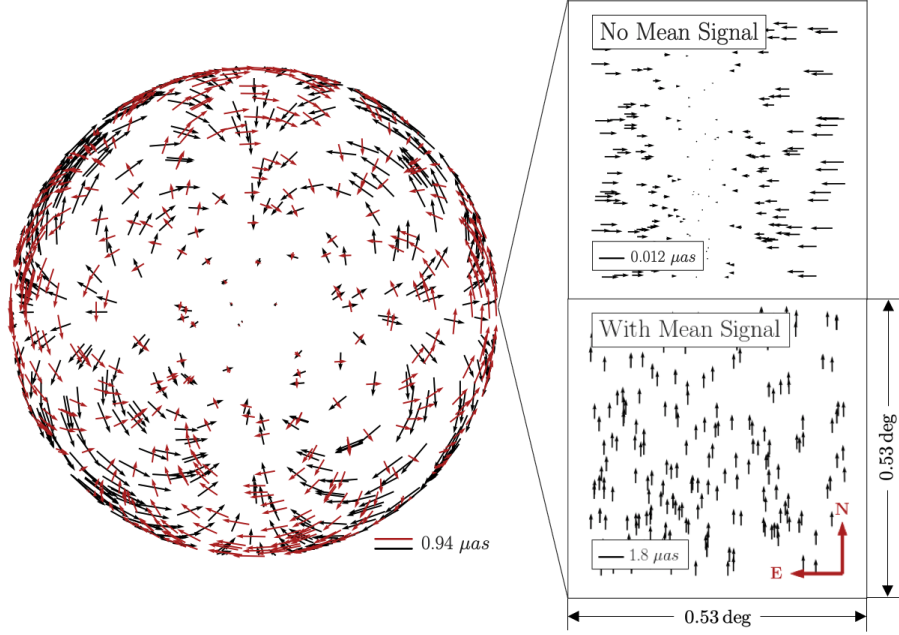 No Mean Signal
0.012 μas
With Mean Signal
1.8 μas
N
E
0.94 μas
0.53 deg
0.53 deg